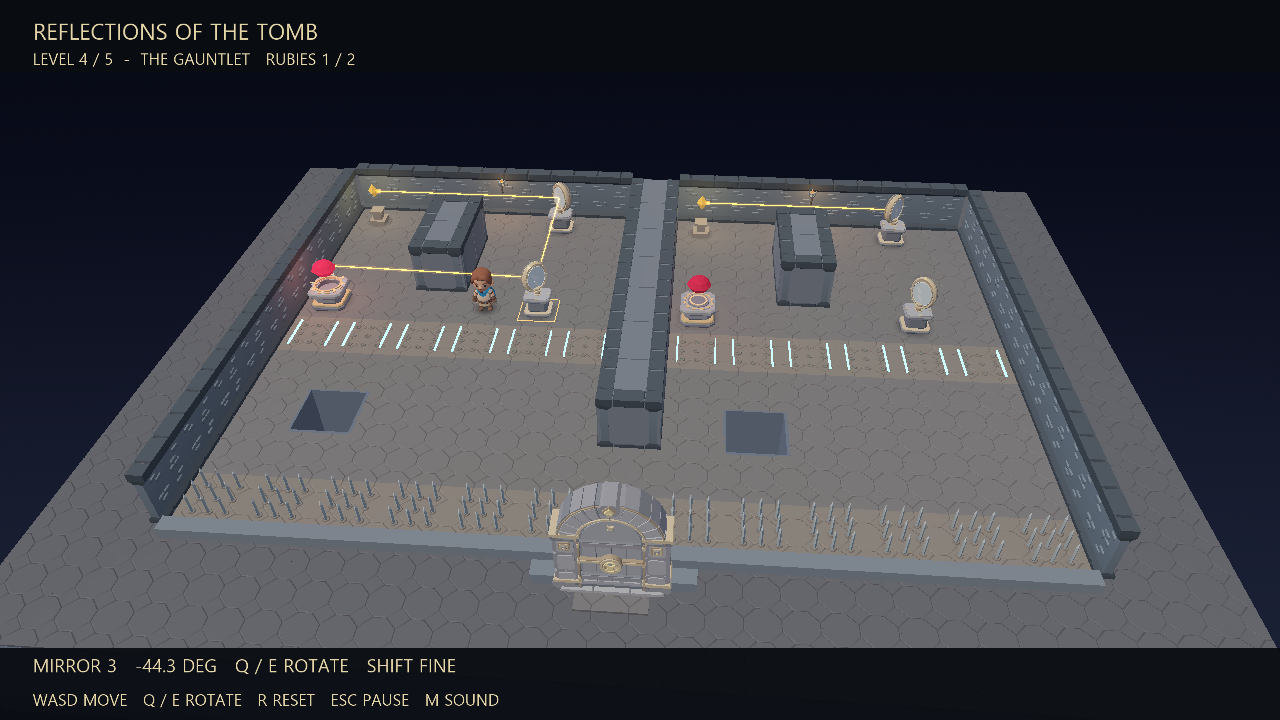 REFLECTIONS OF THE TOMB
LEVEL 4 / 5 - THE GAUNTLET RUBIES 1 / 2
MIRROR 3 -44.3 DEG Q / E ROTATE SHIFT FINE
WASD MOVE Q / E ROTATE R RESET ESC PAUSE M SOUND